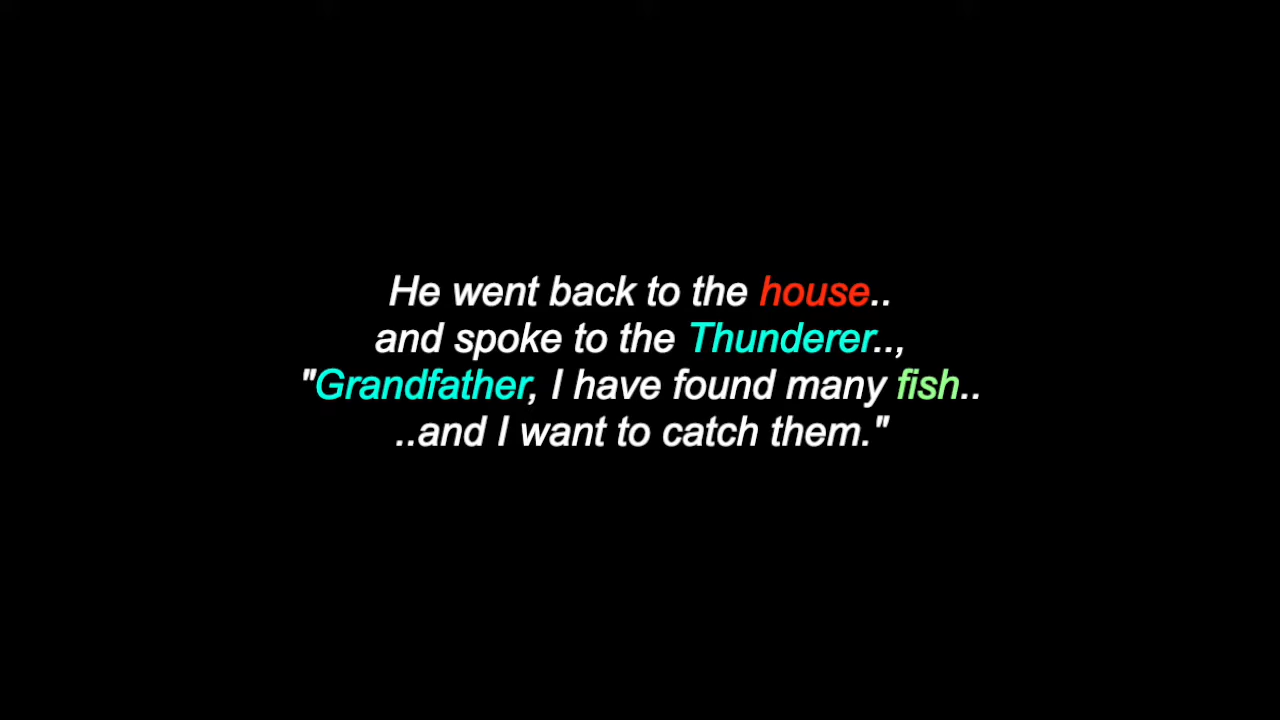 He went back to the house..
and spoke to the Thunderer..,
"Grandfather, I have found many fish..
..and I want to catch them."